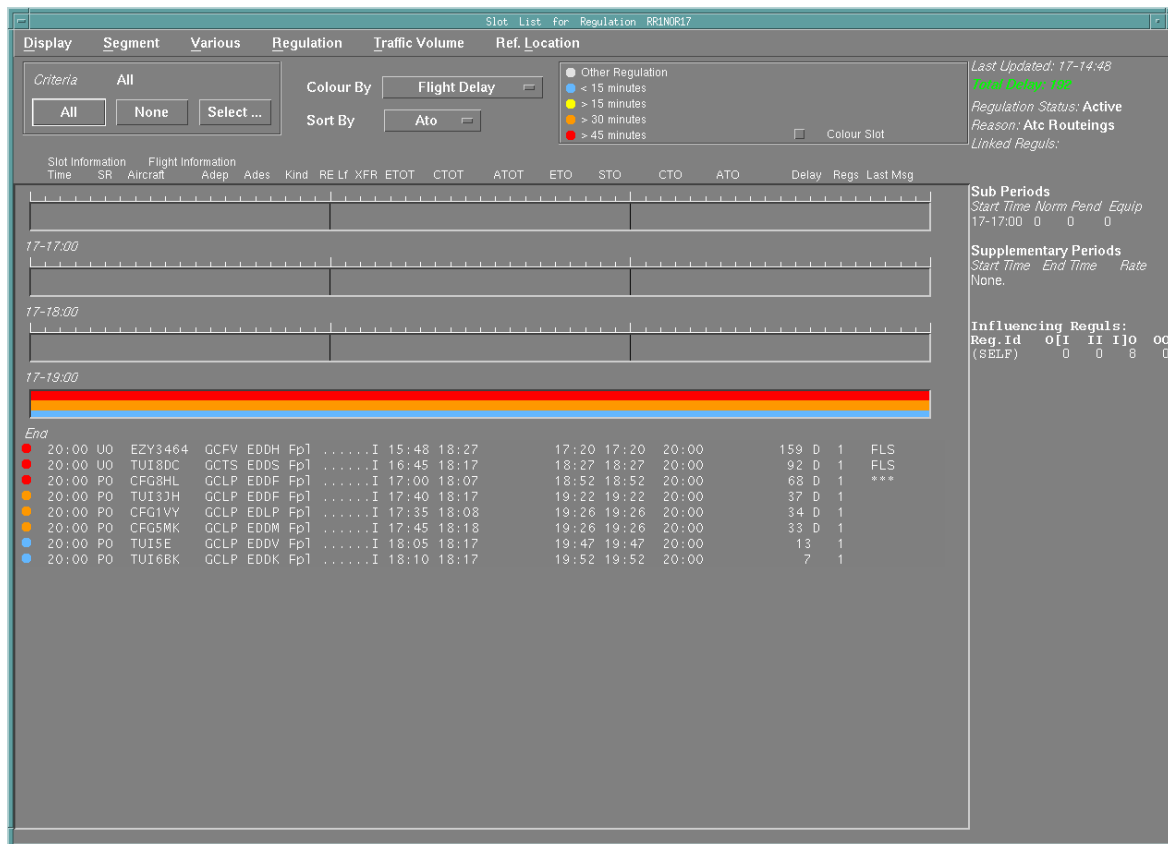 Slot List for Regulation RR1NOR17
Display Segment Various Regulation Traffic Volume Ref. Location
Criteria All
All None Select ...
Colour By Flight Delay
Sort By Ato
Other Regulation
< 15 minutes
> 15 minutes
> 30 minutes
> 45 minutes
Colour Slot
Last Updated: 17-14:48
Total Delay: 192
Regulation Status: Active
Reason: Atc Routeings
Linked Reguls:
Slot Information Flight Information
Time SR Aircraft Adep Ades Kind RE Lf XFR ETOT CTOT ATOT ETO STO CTO ATO Delay Regs Last Msg
17-17:00
17-18:00
17-19:00
End
20:00 UO EZY3464 GCFV EDDH Fpl ......I 15:48 18:27 17:20 17:20 20:00 159 D 1 FLS
20:00 UO TUI8DC GCTS EDDS Fpl ......I 16:45 18:17 18:27 18:27 20:00 92 D 1 FLS
20:00 PO CFG8HL GCLP EDDF Fpl ......I 17:00 18:07 18:52 18:52 20:00 68 D 1 ***
20:00 PO TUI3JH GCLP EDDF Fpl ......I 17:40 18:17 19:22 19:22 20:00 37 D 1
20:00 PO CFG1VY GCLP EDLP Fpl ......I 17:35 18:08 19:26 19:26 20:00 34 D 1
20:00 PO CFG5MK GCLP EDDM Fpl ......I 17:45 18:18 19:26 19:26 20:00 33 D 1
20:00 PO TUI5E GCLP EDDV Fpl ......I 18:05 18:17 19:47 19:47 20:00 13 1
20:00 PO TUI6BK GCLP EDDK Fpl ......I 18:10 18:17 19:52 19:52 20:00 7 1
Sub Periods
Start Time Norm Pend Equip
17-17:00 0 0 0
Supplementary Periods
Start Time End Time Rate
None.
Influencing Reguls:
Reg.Id O[I II I]O OO
(SELF) 0 0 8 0